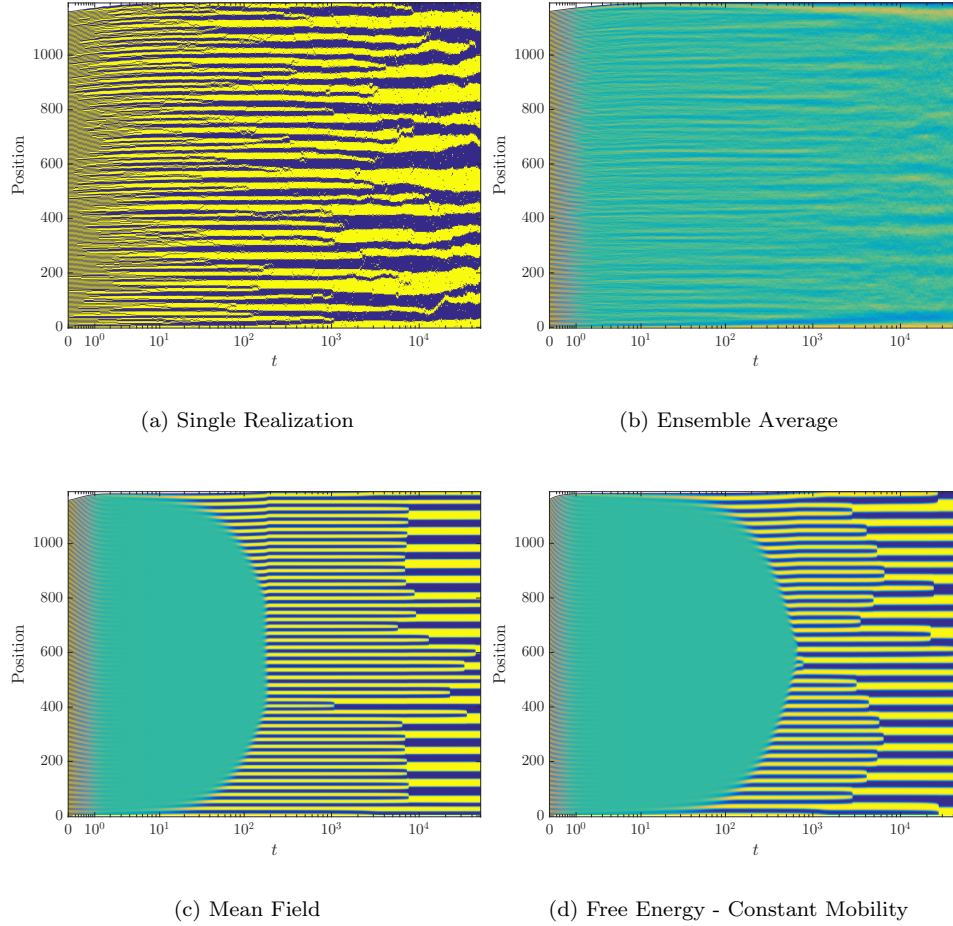 1000
800
600
400
200
0
Position
0 10^0 10^1 10^2 10^3 10^4
t
(a) Single Realization
1000
800
600
400
200
0
Position
0 10^0 10^1 10^2 10^3 10^4
t
(b) Ensemble Average
1000
800
600
400
200
0
Position
0 10^0 10^1 10^2 10^3 10^4
t
(c) Mean Field
1000
800
600
400
200
0
Position
0 10^0 10^1 10^2 10^3 10^4
t
(d) Free Energy - Constant Mobility